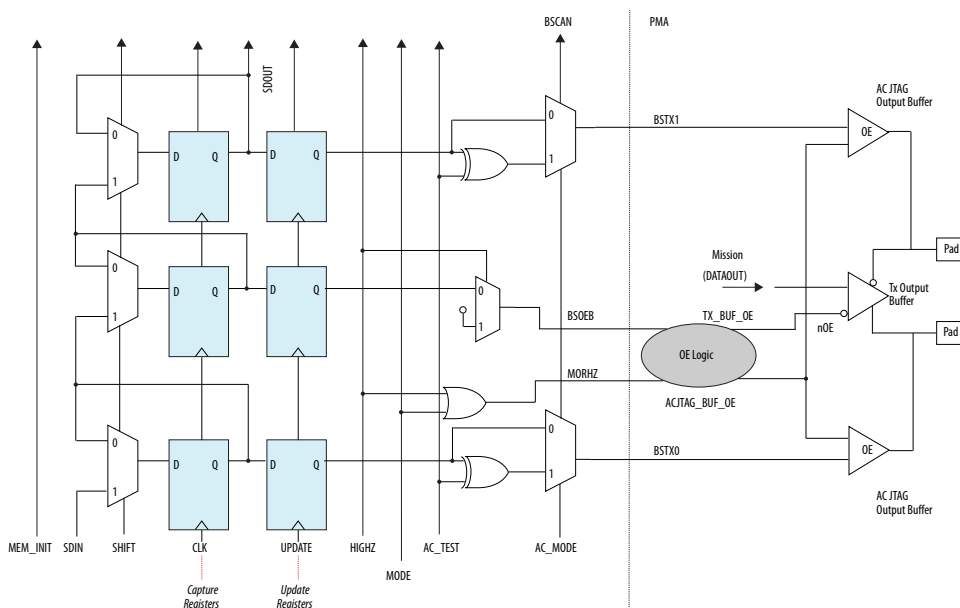 BSCAN
PMA
SDOUT
AC JTAG
Output Buffer
0
1
D Q
D Q
0
1
BSTX1
OE
0
1
D Q
D Q
0
1
BSOEB
Mission
(DATAOUT)
TX_BUF_OE
nOE
Tx Output
Buffer
Pad
Pad
OE Logic
MORHZ
ACJTAG_BUF_OE
0
1
D Q
D Q
0
1
BSTX0
OE
AC JTAG
Output Buffer
MEM_INIT
SDIN
SHIFT
CLK
UPDATE
HIGHZ
MODE
AC_TEST
AC_MODE
Capture
Registers
Update
Registers